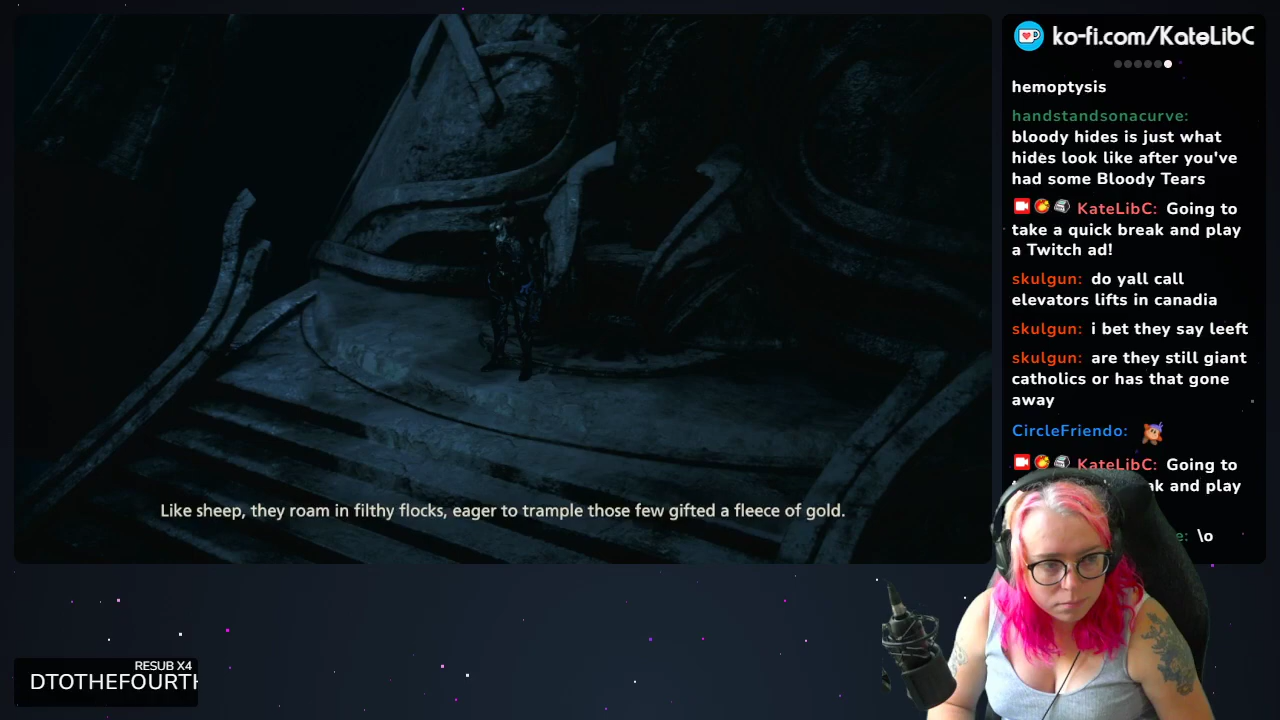 ko-fi.com/KateLibC
hemoptysis
handstandsonacurve:
bloody hides is just what
hides look like after you've
had some Bloody Tears
KateLibC: Going to
take a quick break and play
a Twitch ad!
skulgun: do yall call
elevators lifts in canadia
skulgun: i bet they say leeft
skulgun: are they still giant
catholics or has that gone
away
CircleFriendo:
KateLibC: Going to
and play
\o
Like sheep, they roam in filthy flocks, eager to trample those few gifted a fleece of gold.
RESUB X4
DTOTHEFOURTH